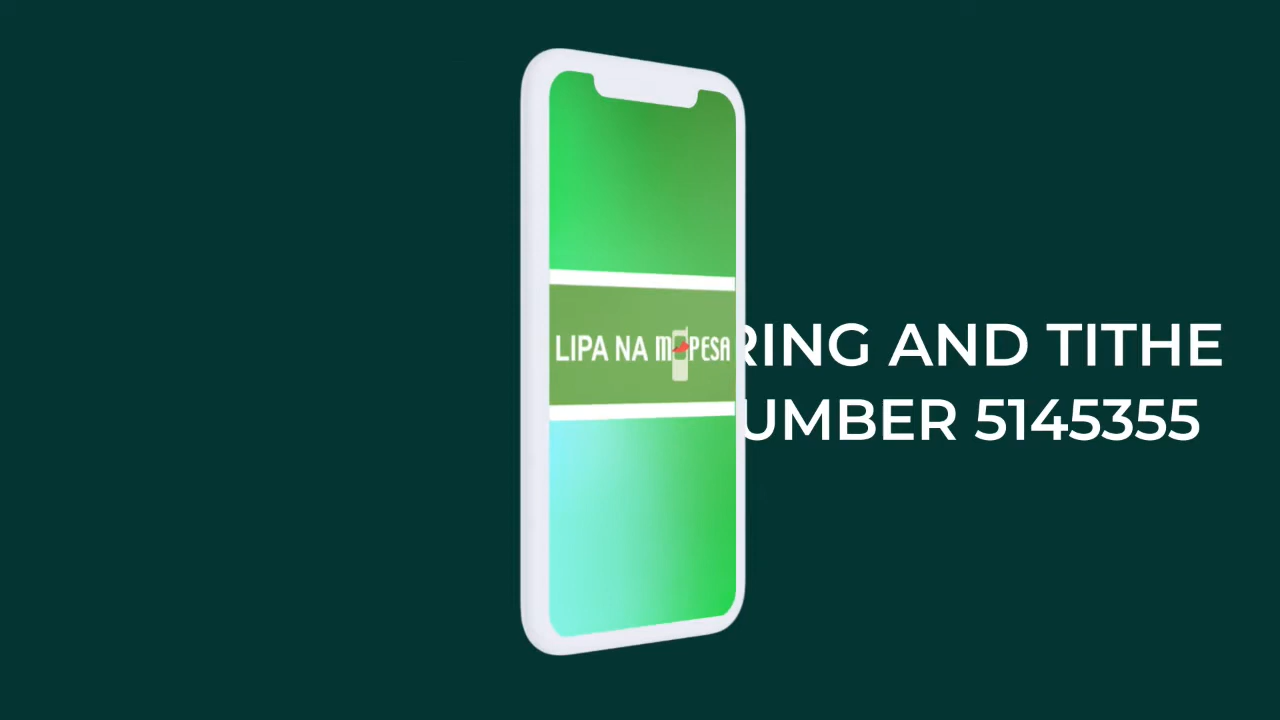 LIPA NA M-PESA
RING AND TITHE
UMBER 5145355